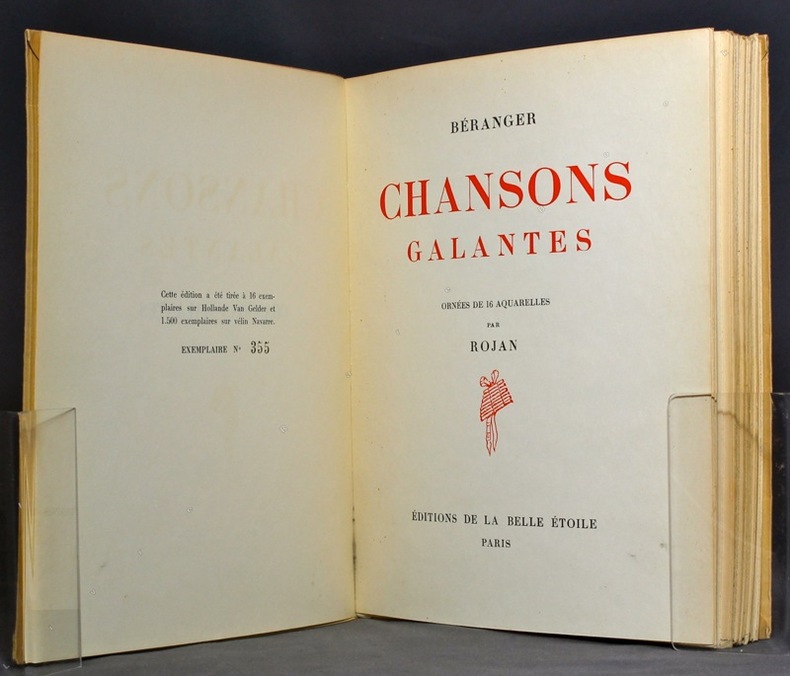 Cette édition a été tirée à 16 exem-
plaires sur Hollande Van Gelder et
1.500 exemplaires sur vélin Navarre.
EXEMPLAIRE Nº 355
BÉRANGER
CHANSONS
GALANTES
ORNÉES DE 16 AQUARELLES
PAR
ROJAN
ÉDITIONS DE LA BELLE ÉTOILE
PARIS